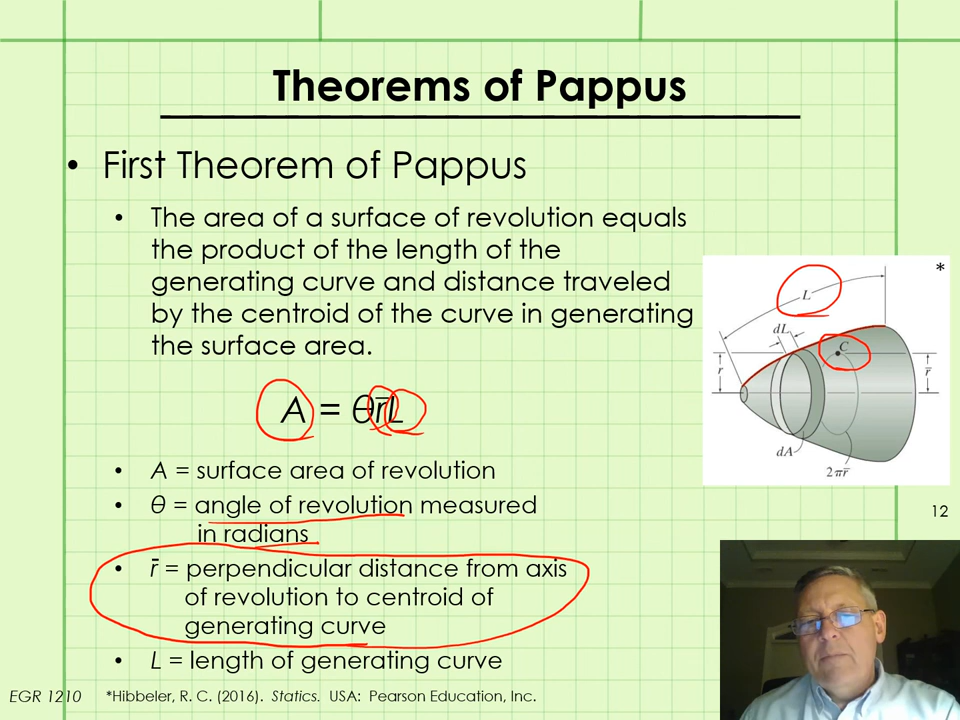 Theorems of Pappus
• First Theorem of Pappus
• The area of a surface of revolution equals
the product of the length of the
generating curve and distance traveled
by the centroid of the curve in generating
the surface area.
A = θr̄L
• A = surface area of revolution
• θ = angle of revolution measured
in radians
• r̄ = perpendicular distance from axis
of revolution to centroid of
generating curve
• L = length of generating curve
*
L
dL
C
r
r̄
dA
2πr̄
12
EGR 1210
*Hibbeler, R. C. (2016). Statics. USA: Pearson Education, Inc.